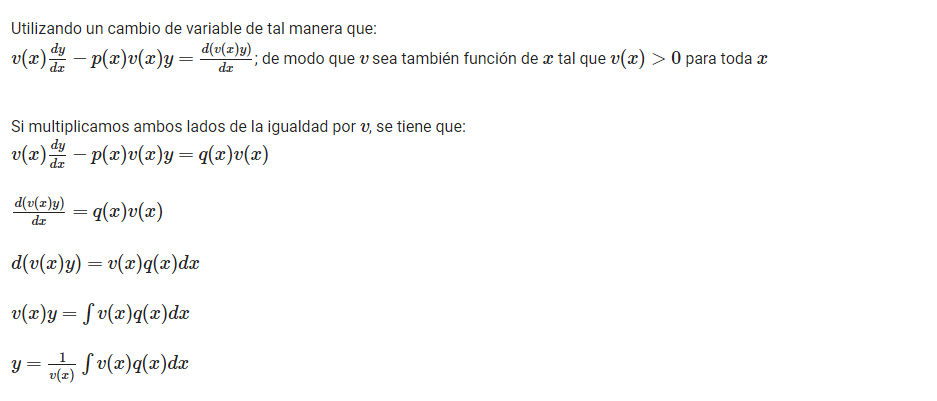 Utilizando un cambio de variable de tal manera que:
$v(x)\frac{dy}{dx} - p(x)v(x)y = \frac{d(v(x)y)}{dx}$; de modo que $v$ sea también función de $x$ tal que $v(x) > 0$ para toda $x$
Si multiplicamos ambos lados de la igualdad por $v$, se tiene que:
$v(x)\frac{dy}{dx} - p(x)v(x)y = q(x)v(x)$
$\frac{d(v(x)y)}{dx} = q(x)v(x)$
$d(v(x)y) = v(x)q(x)dx$
$v(x)y = \int v(x)q(x)dx$
$y = \frac{1}{v(x)} \int v(x)q(x)dx$